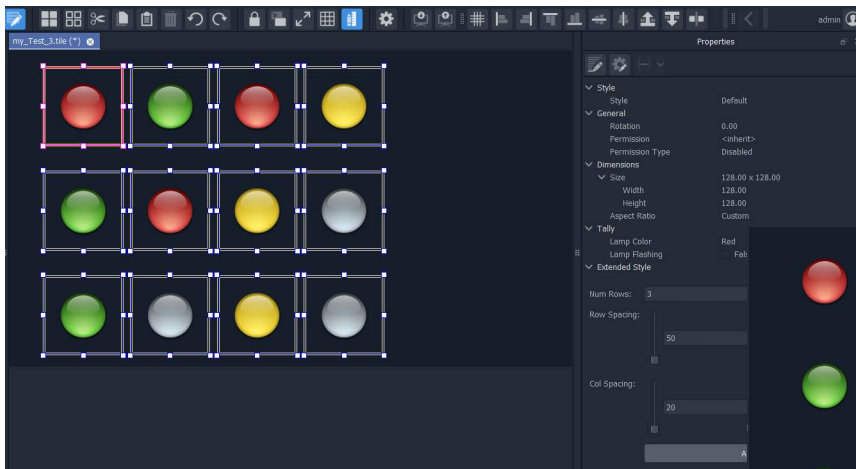 admin
my_Test_3.tile (*)
Properties
Style
Style Default
General
Rotation 0.00
Permission <inherit>
Permission Type Disabled
Dimensions
Size 128.00 x 128.00
Width 128.00
Height 128.00
Aspect Ratio Custom
Tally
Lamp Color Red
Lamp Flashing
Extended Style
Num Rows: 3
Row Spacing:
50
Col Spacing:
20